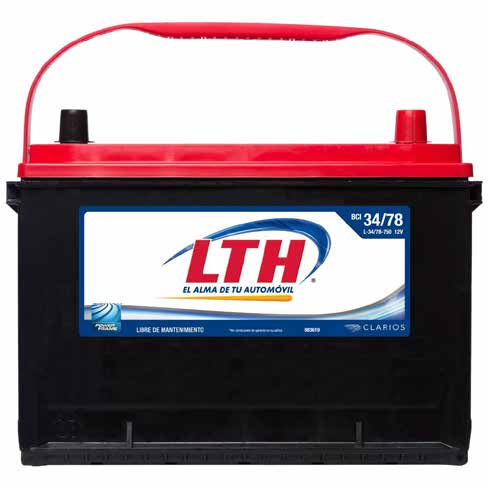 BCI 34/78
L-34/78-750 12V
LTH®
EL ALMA DE TU AUTOMÓVIL
POWER
FRAME
LIBRE DE MANTENIMIENTO
CLARIOS